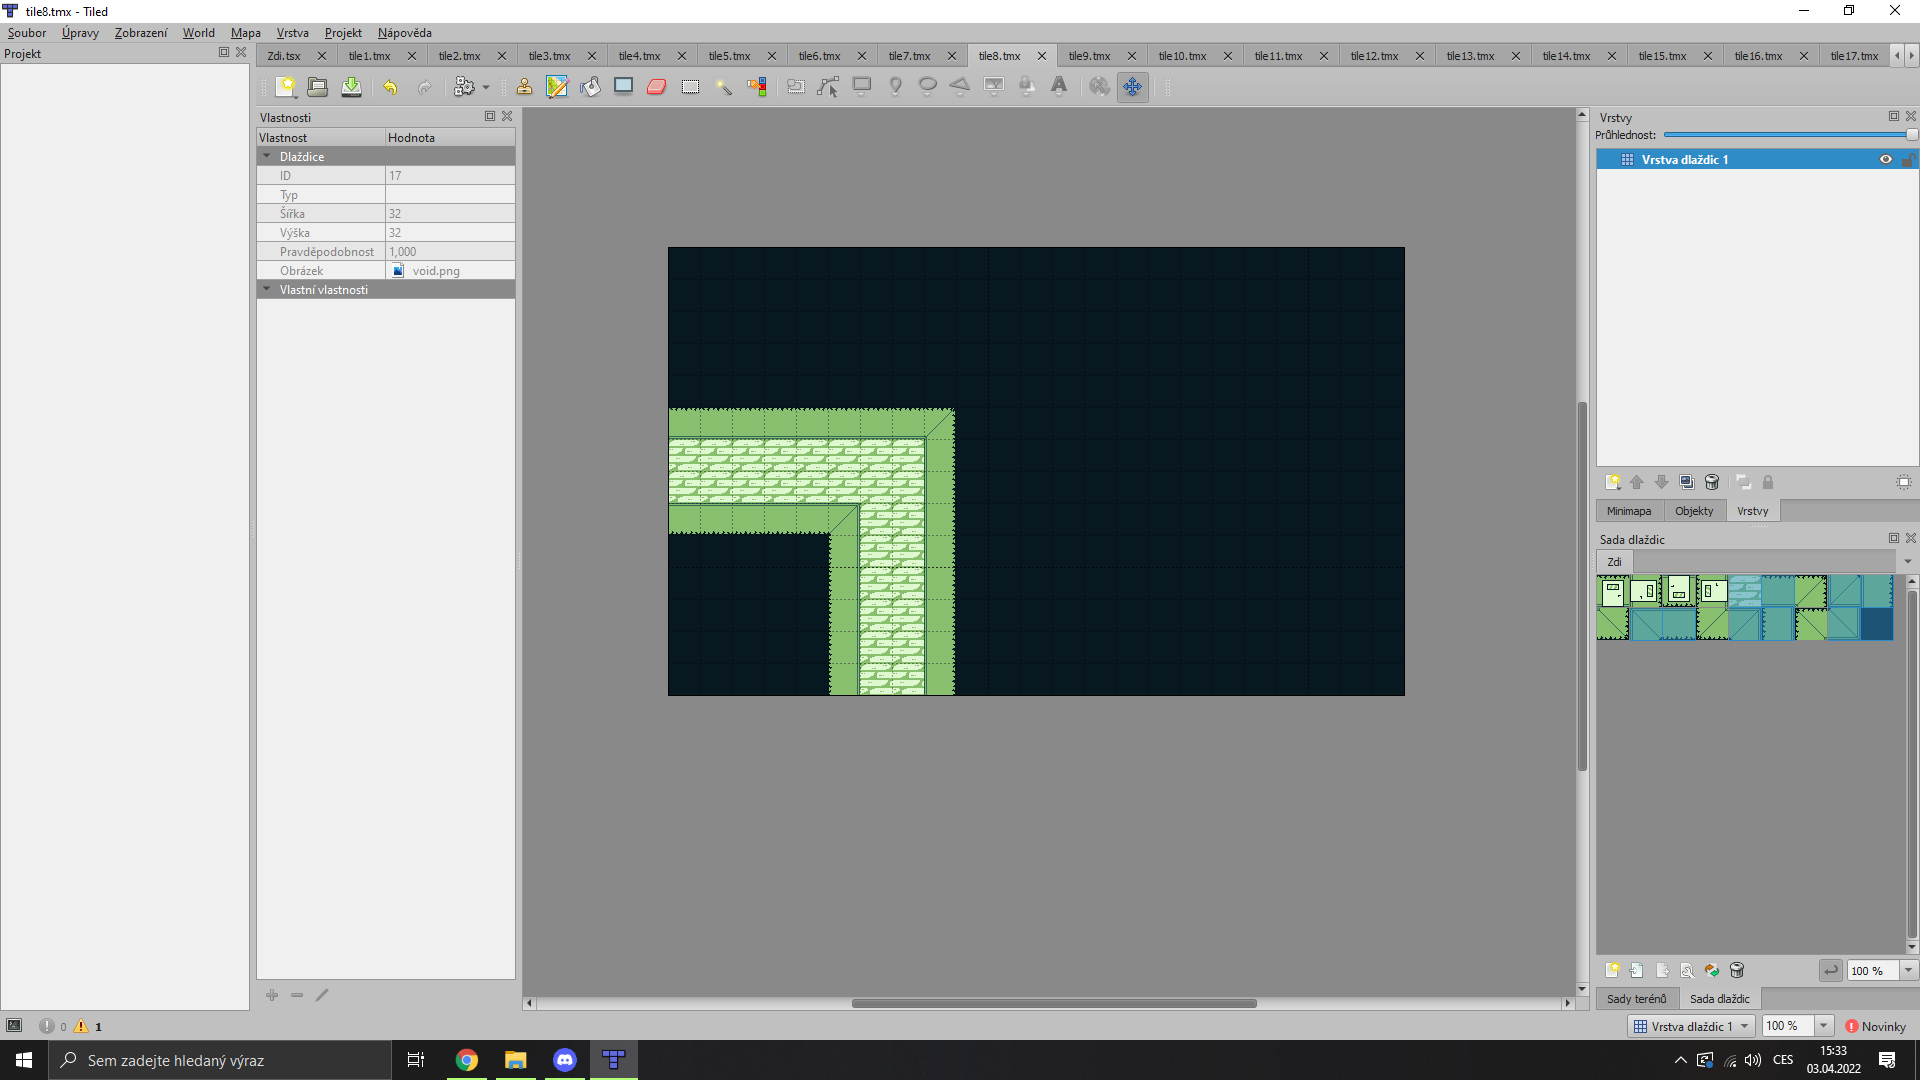 tile8.tmx - Tiled
Soubor Úpravy Zobrazení World Mapa Vrstva Projekt Nápověda
Projekt
Zdi.tsx tile1.tmx tile2.tmx tile3.tmx tile4.tmx tile5.tmx tile6.tmx tile7.tmx tile8.tmx tile9.tmx tile10.tmx tile11.tmx tile12.tmx tile13.tmx tile14.tmx tile15.tmx tile16.tmx tile17.tmx
Vlastnosti
Vlastnost Hodnota
Dlaždice
ID 17
Typ
Šířka 32
Výška 32
Pravděpodobnost 1,000
Obrázek void.png
Vlastní vlastnosti
Vrstvy
Průhlednost:
Vrstva dlaždic 1
Minimapa Objekty Vrstvy
Sada dlaždic
Zdi
100 %
Sady terénů Sada dlaždic
0 1
Vrstva dlaždic 1 100 % Novinky
Sem zadejte hledaný výraz
CES
15:33
03.04.2022